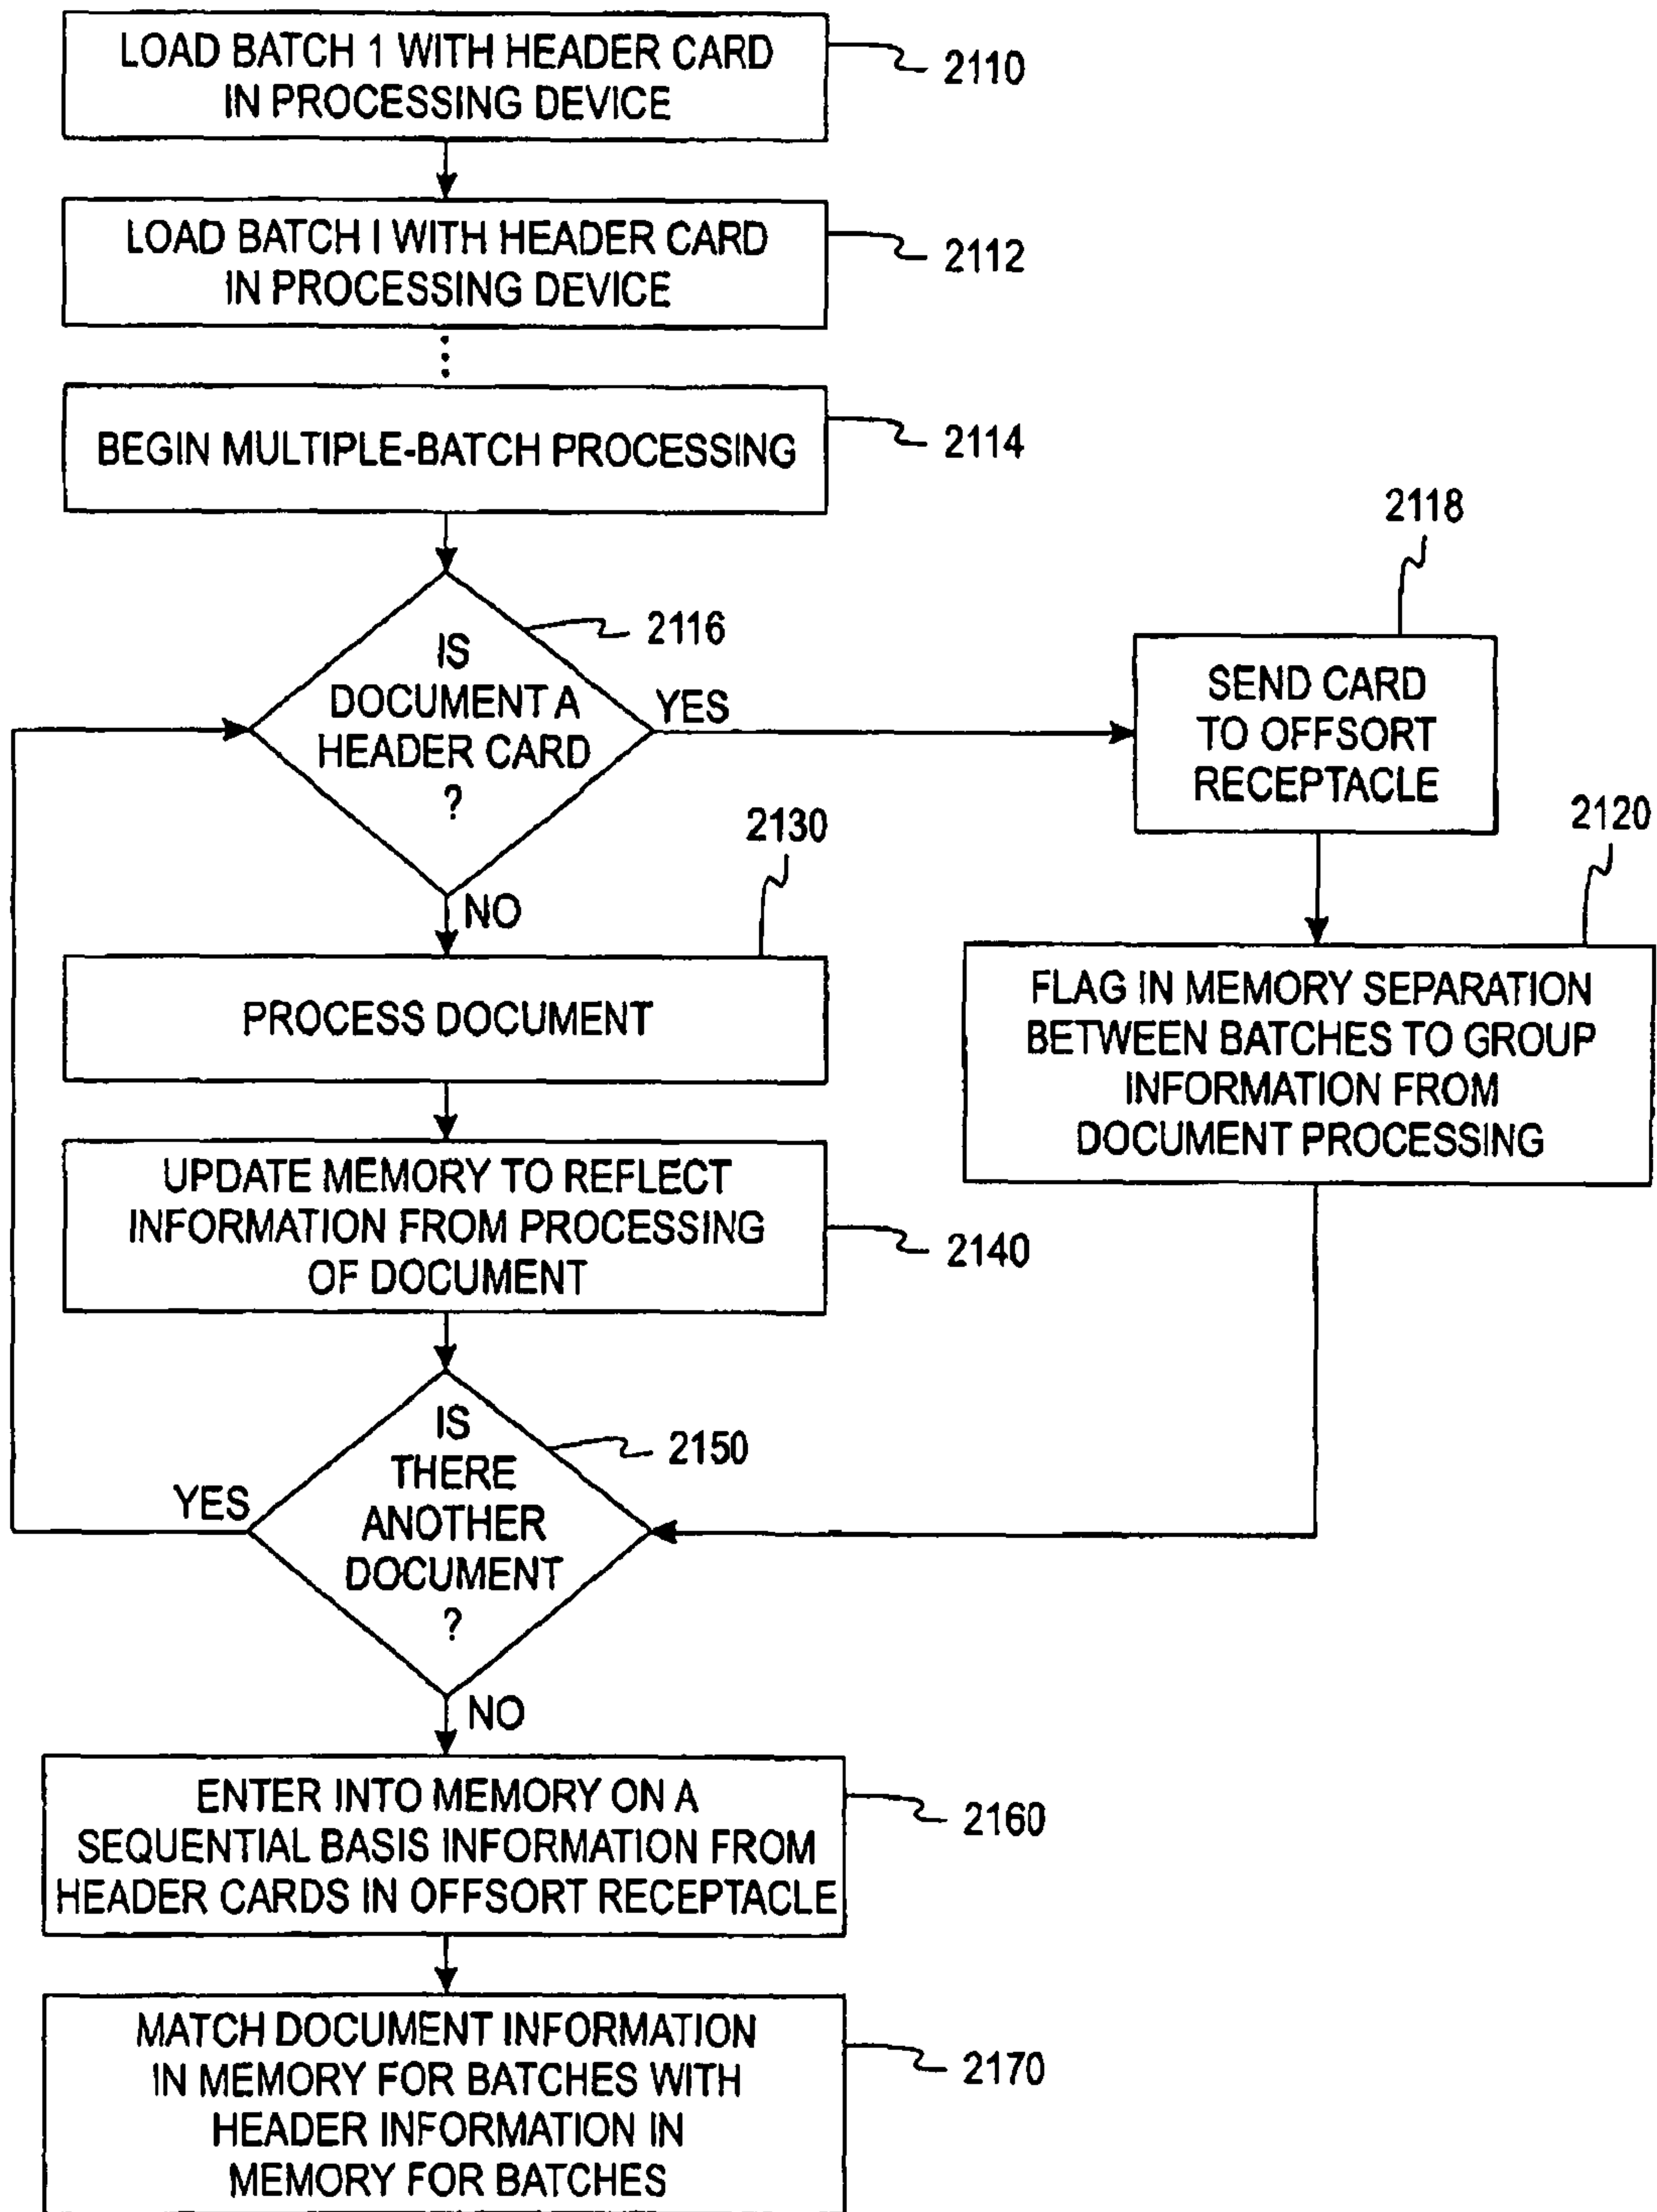 LOAD BATCH 1 WITH HEADER CARD
IN PROCESSING DEVICE
2110
LOAD BATCH I WITH HEADER CARD
IN PROCESSING DEVICE
2112
BEGIN MULTIPLE-BATCH PROCESSING
2114
2118
IS
DOCUMENT A
HEADER CARD
?
2116
YES
SEND CARD
TO OFFSORT
RECEPTACLE
2120
NO
2130
PROCESS DOCUMENT
FLAG IN MEMORY SEPARATION
BETWEEN BATCHES TO GROUP
INFORMATION FROM
DOCUMENT PROCESSING
UPDATE MEMORY TO REFLECT
INFORMATION FROM PROCESSING
OF DOCUMENT
2140
IS
THERE
ANOTHER
DOCUMENT
?
2150
YES
NO
ENTER INTO MEMORY ON A
SEQUENTIAL BASIS INFORMATION FROM
HEADER CARDS IN OFFSORT RECEPTACLE
2160
MATCH DOCUMENT INFORMATION
IN MEMORY FOR BATCHES WITH
HEADER INFORMATION IN
MEMORY FOR BATCHES
2170